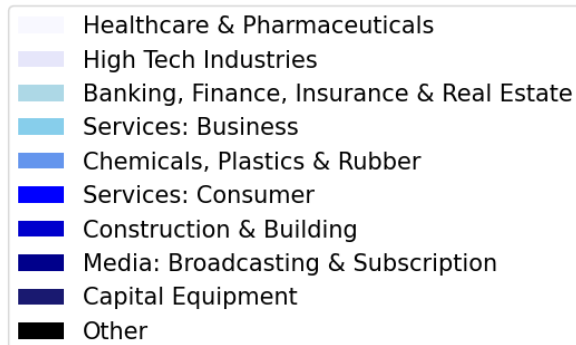 Healthcare & Pharmaceuticals
High Tech Industries
Banking, Finance, Insurance & Real Estate
Services: Business
Chemicals, Plastics & Rubber
Services: Consumer
Construction & Building
Media: Broadcasting & Subscription
Capital Equipment
Other